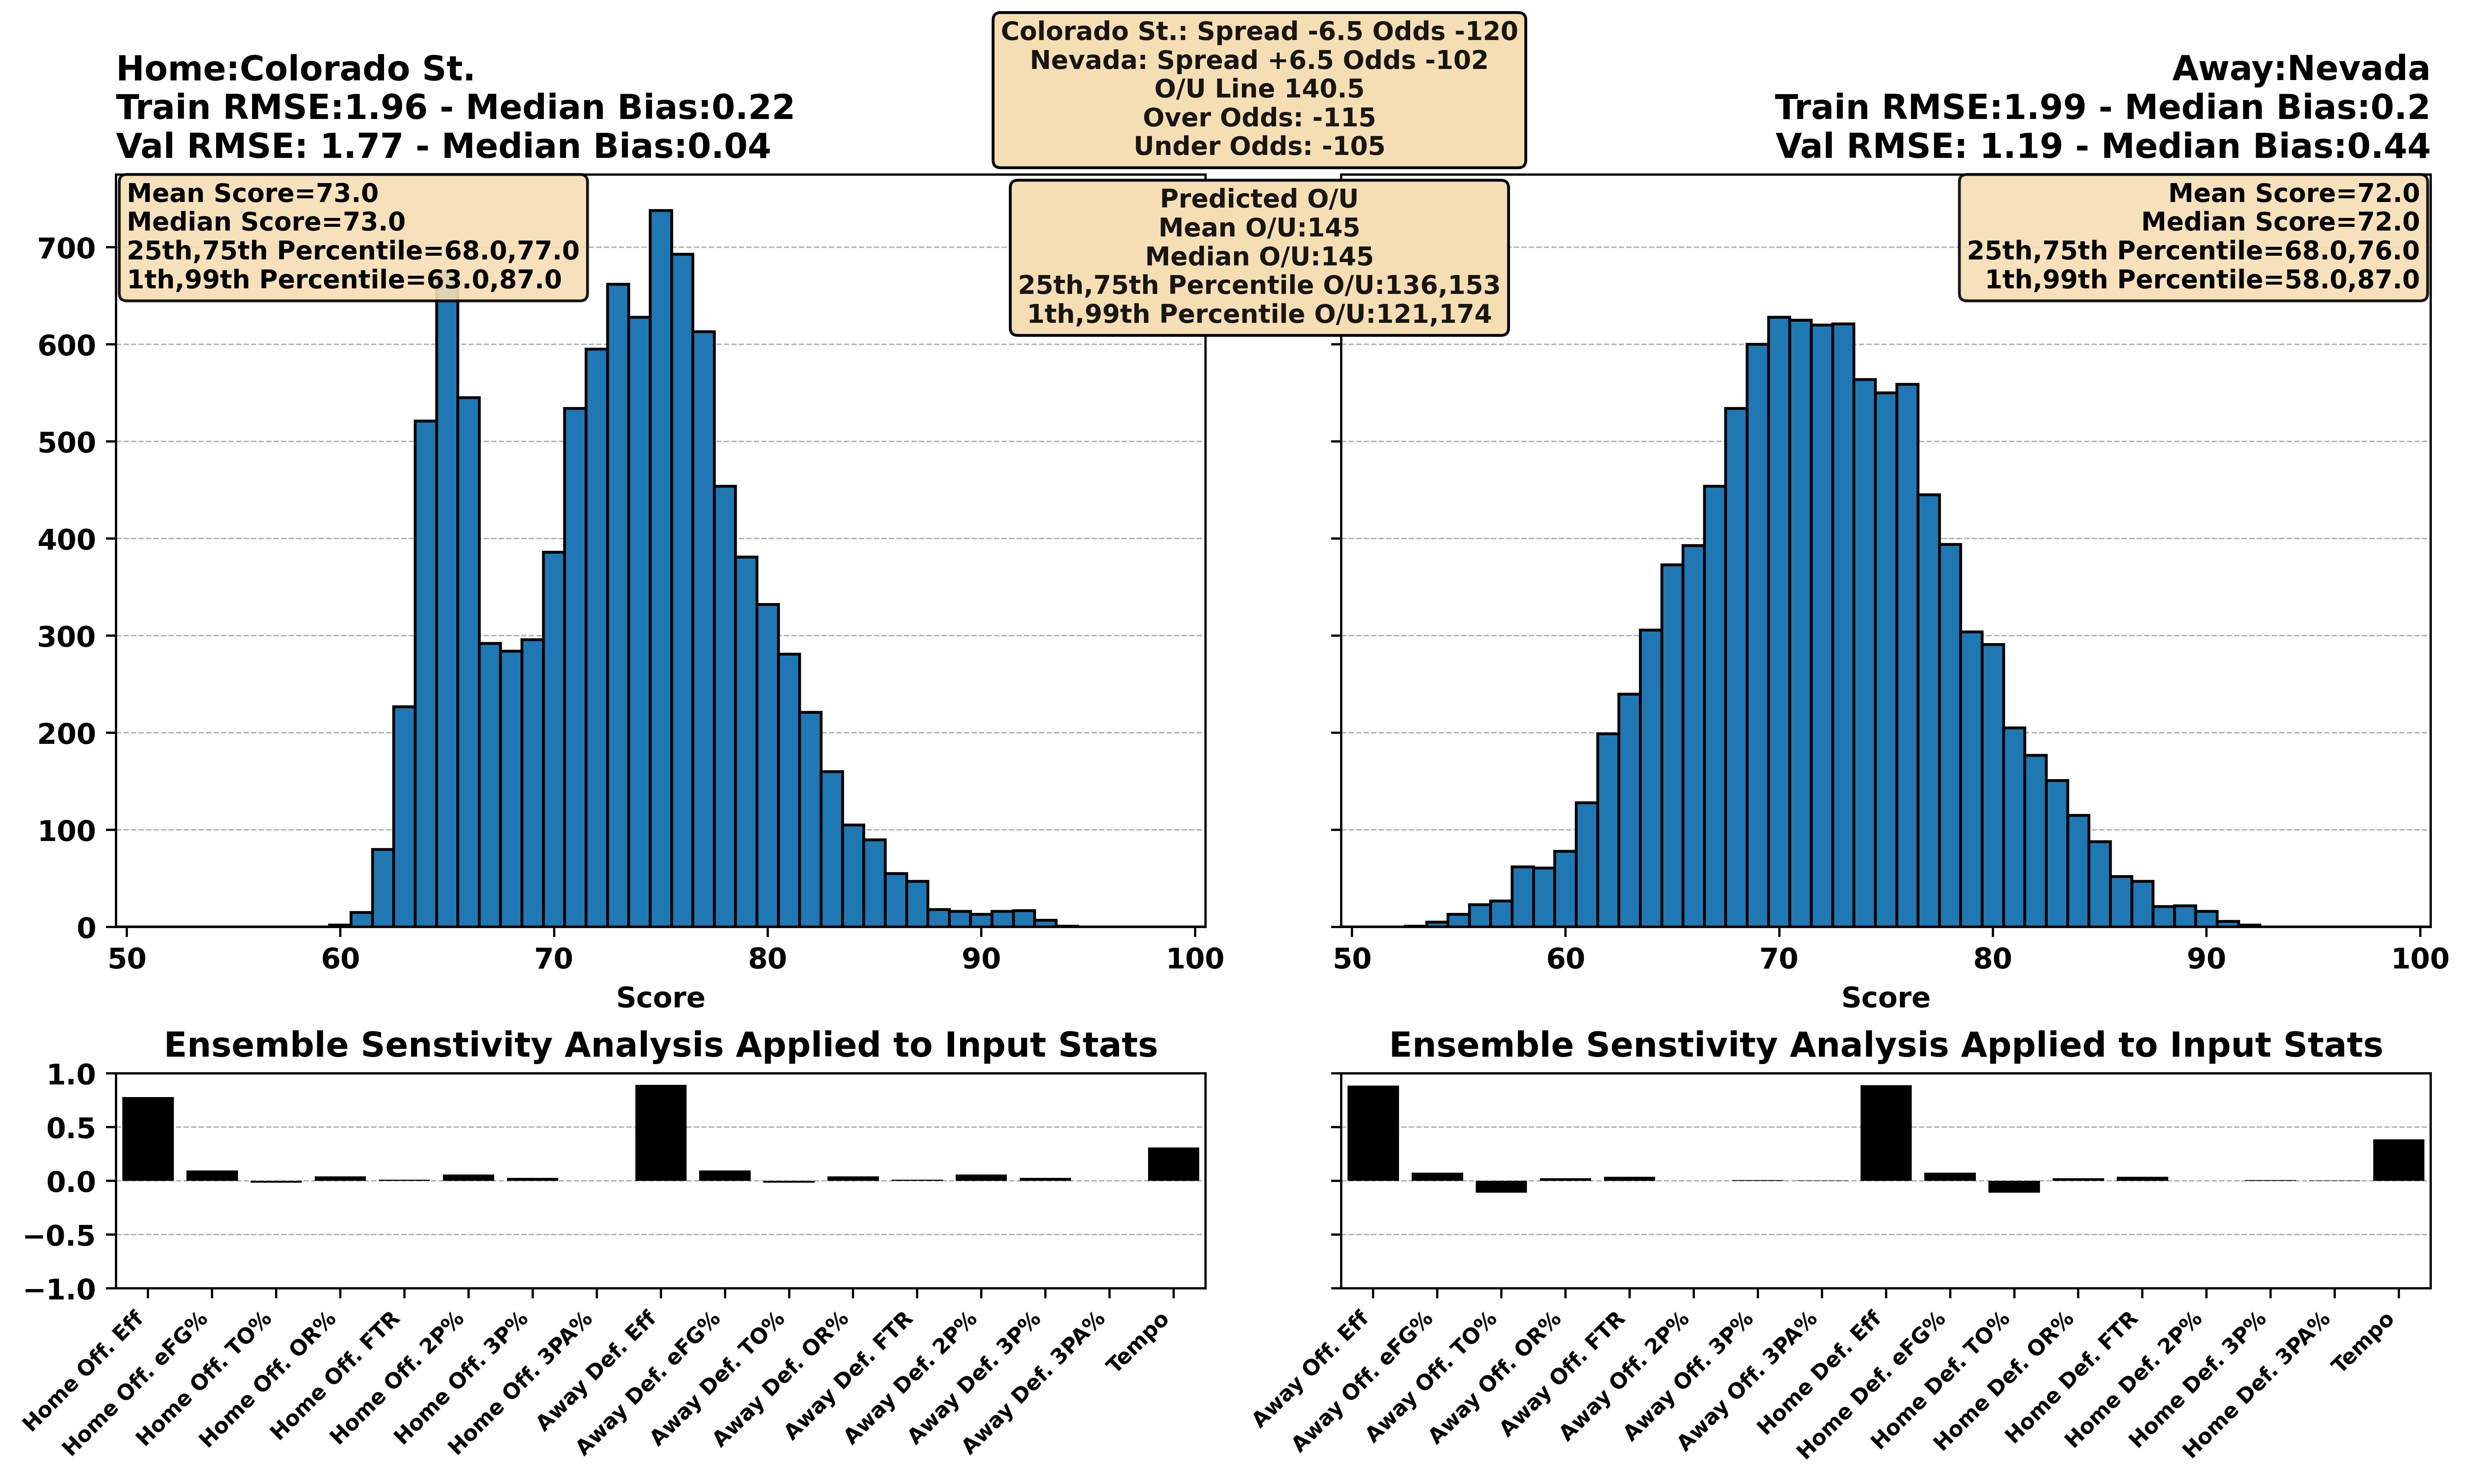 Colorado St.: Spread -6.5 Odds -120
Nevada: Spread +6.5 Odds -102
O/U Line 140.5
Over Odds: -115
Under Odds: -105
Home:Colorado St.
Train RMSE:1.96 - Median Bias:0.22
Val RMSE: 1.77 - Median Bias:0.04
Away:Nevada
Train RMSE:1.99 - Median Bias:0.2
Val RMSE: 1.19 - Median Bias:0.44
Mean Score=73.0
Median Score=73.0
25th,75th Percentile=68.0,77.0
1th,99th Percentile=63.0,87.0
Predicted O/U
Mean O/U:145
Median O/U:145
25th,75th Percentile O/U:136,153
1th,99th Percentile O/U:121,174
Mean Score=72.0
Median Score=72.0
25th,75th Percentile=68.0,76.0
1th,99th Percentile=58.0,87.0
700
600
500
400
300
200
100
0
50 60 70 80 90 100
Score
50 60 70 80 90 100
Score
Ensemble Senstivity Analysis Applied to Input Stats
1.0
0.5
0.0
−0.5
−1.0
Home Off. Eff
Home Off. eFG%
Home Off. TO%
Home Off. OR%
Home Off. FTR
Home Off. 2P%
Home Off. 3P%
Home Off. 3PA%
Away Def. Eff
Away Def. eFG%
Away Def. TO%
Away Def. OR%
Away Def. FTR
Away Def. 2P%
Away Def. 3P%
Away Def. 3PA%
Tempo
Ensemble Senstivity Analysis Applied to Input Stats
Away Off. Eff
Away Off. eFG%
Away Off. TO%
Away Off. OR%
Away Off. FTR
Away Off. 2P%
Away Off. 3P%
Away Off. 3PA%
Home Def. Eff
Home Def. eFG%
Home Def. TO%
Home Def. OR%
Home Def. FTR
Home Def. 2P%
Home Def. 3P%
Home Def. 3PA%
Tempo